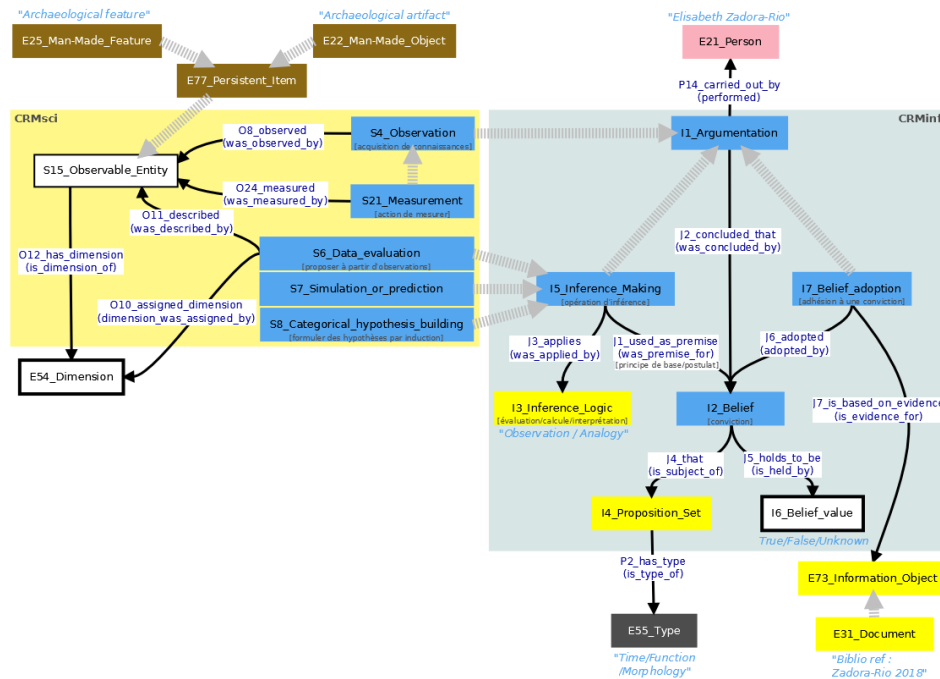 "Archaeological feature"
"Archaeological artifact"
"Elisabeth Zadora-Rio"
E25_Man-Made_Feature
E22_Man-Made_Object
E21_Person
E77_Persistent_Item
P14_carried_out_by
(performed)
CRMsci
CRMinf
O8_observed
(was_observed_by)
S4_Observation
[acquisition de connaissances]
I1_Argumentation
S15_Observable_Entity
O24_measured
(was_measured_by)
S21_Measurement
[action de mesurer]
O11_described
(was_described_by)
J2_concluded_that
(was_concluded_by)
O12_has_dimension
(is_dimension_of)
S6_Data_evaluation
[proposer à partir d'observations]
S7_Simulation_or_prediction
I5_Inference_Making
[opération d'inférence]
I7_Belief_adoption
[adhésion à une conviction]
O10_assigned_dimension
(dimension_was_assigned_by)
S8_Categorical_hypothesis_building
[formuler des hypothèses par induction]
J3_applies
(was_applied_by)
J1_used_as_premise
(was_premise_for)
[principe de base/postulat]
J6_adopted
(adopted_by)
E54_Dimension
I3_Inference_Logic
[évaluation/calcule/interprétation]
"Observation / Analogy"
I2_Belief
[conviction]
J7_is_based_on_evidence
(is_evidence_for)
J4_that
(is_subject_of)
J5_holds_to_be
(is_held_by)
I4_Proposition_Set
I6_Belief_value
True/False/Unknown
P2_has_type
(is_type_of)
E73_Information_Object
E55_Type
E31_Document
"Time/Function
/Morphology"
"Biblio ref :
Zadora-Rio 2018"